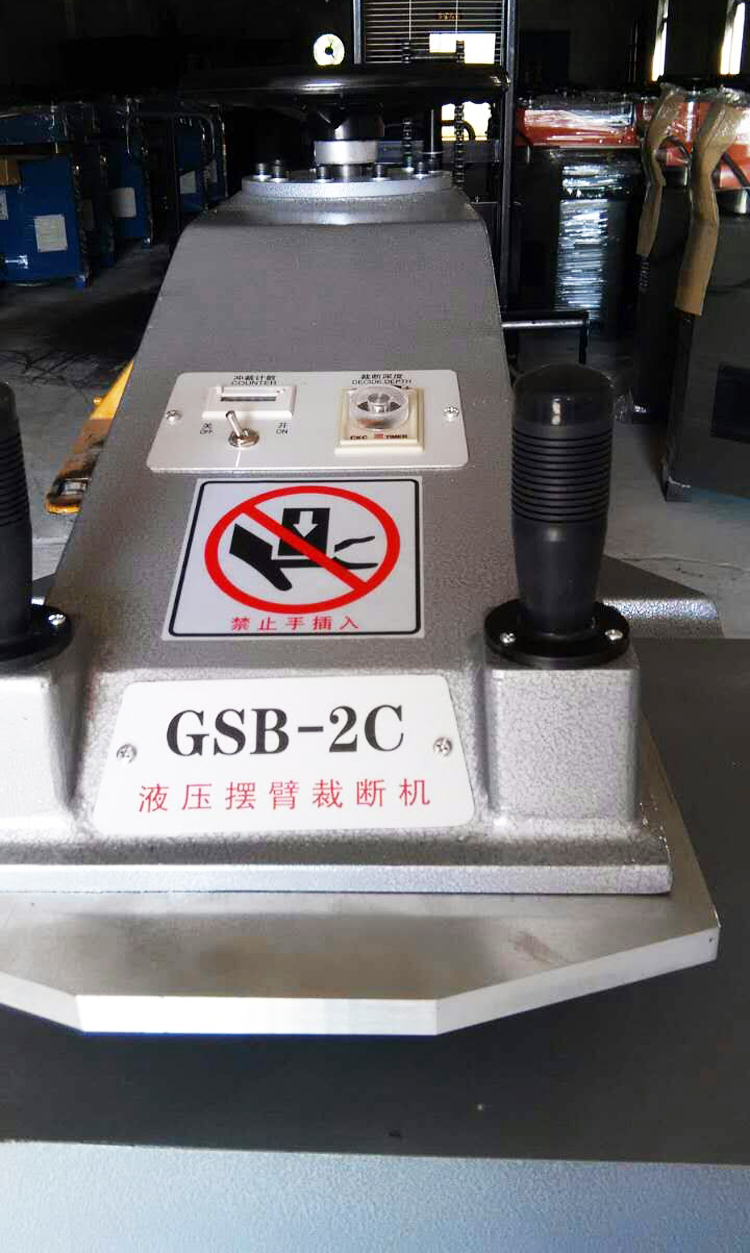 冲裁计数
COUNTER
裁断深度
DECIDE DEPTH
关
OFF
开
ON
CKC TIMER
禁止手插入
GSB-2C
液压摆臂裁断机